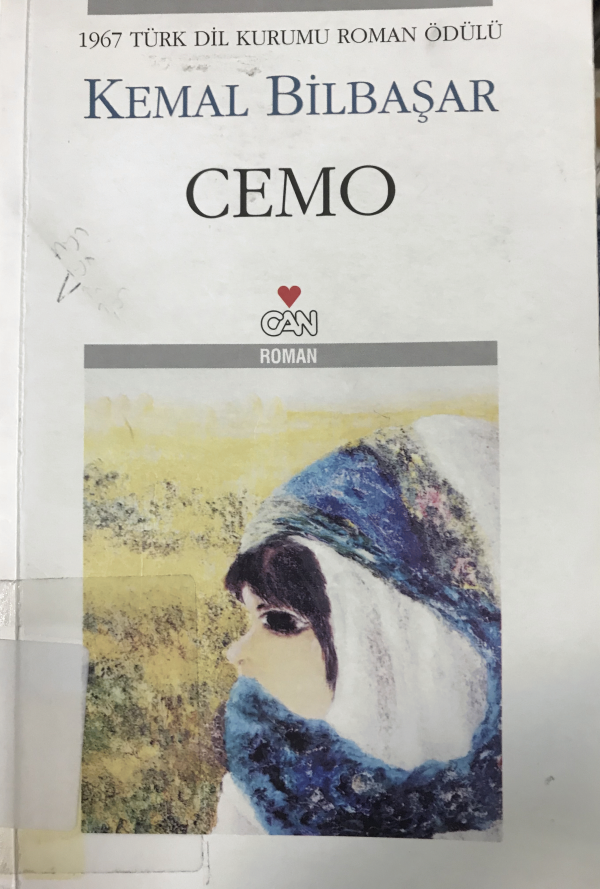 1967 TÜRK DİL KURUMU ROMAN ÖDÜLÜ
KEMAL BİLBAŞAR
CEMO
CAN
ROMAN